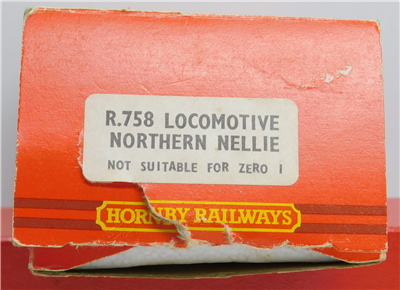 R.758 LOCOMOTIVE
NORTHERN NELLIE
NOT SUITABLE FOR ZERO 1
HORNBY RAILWAYS